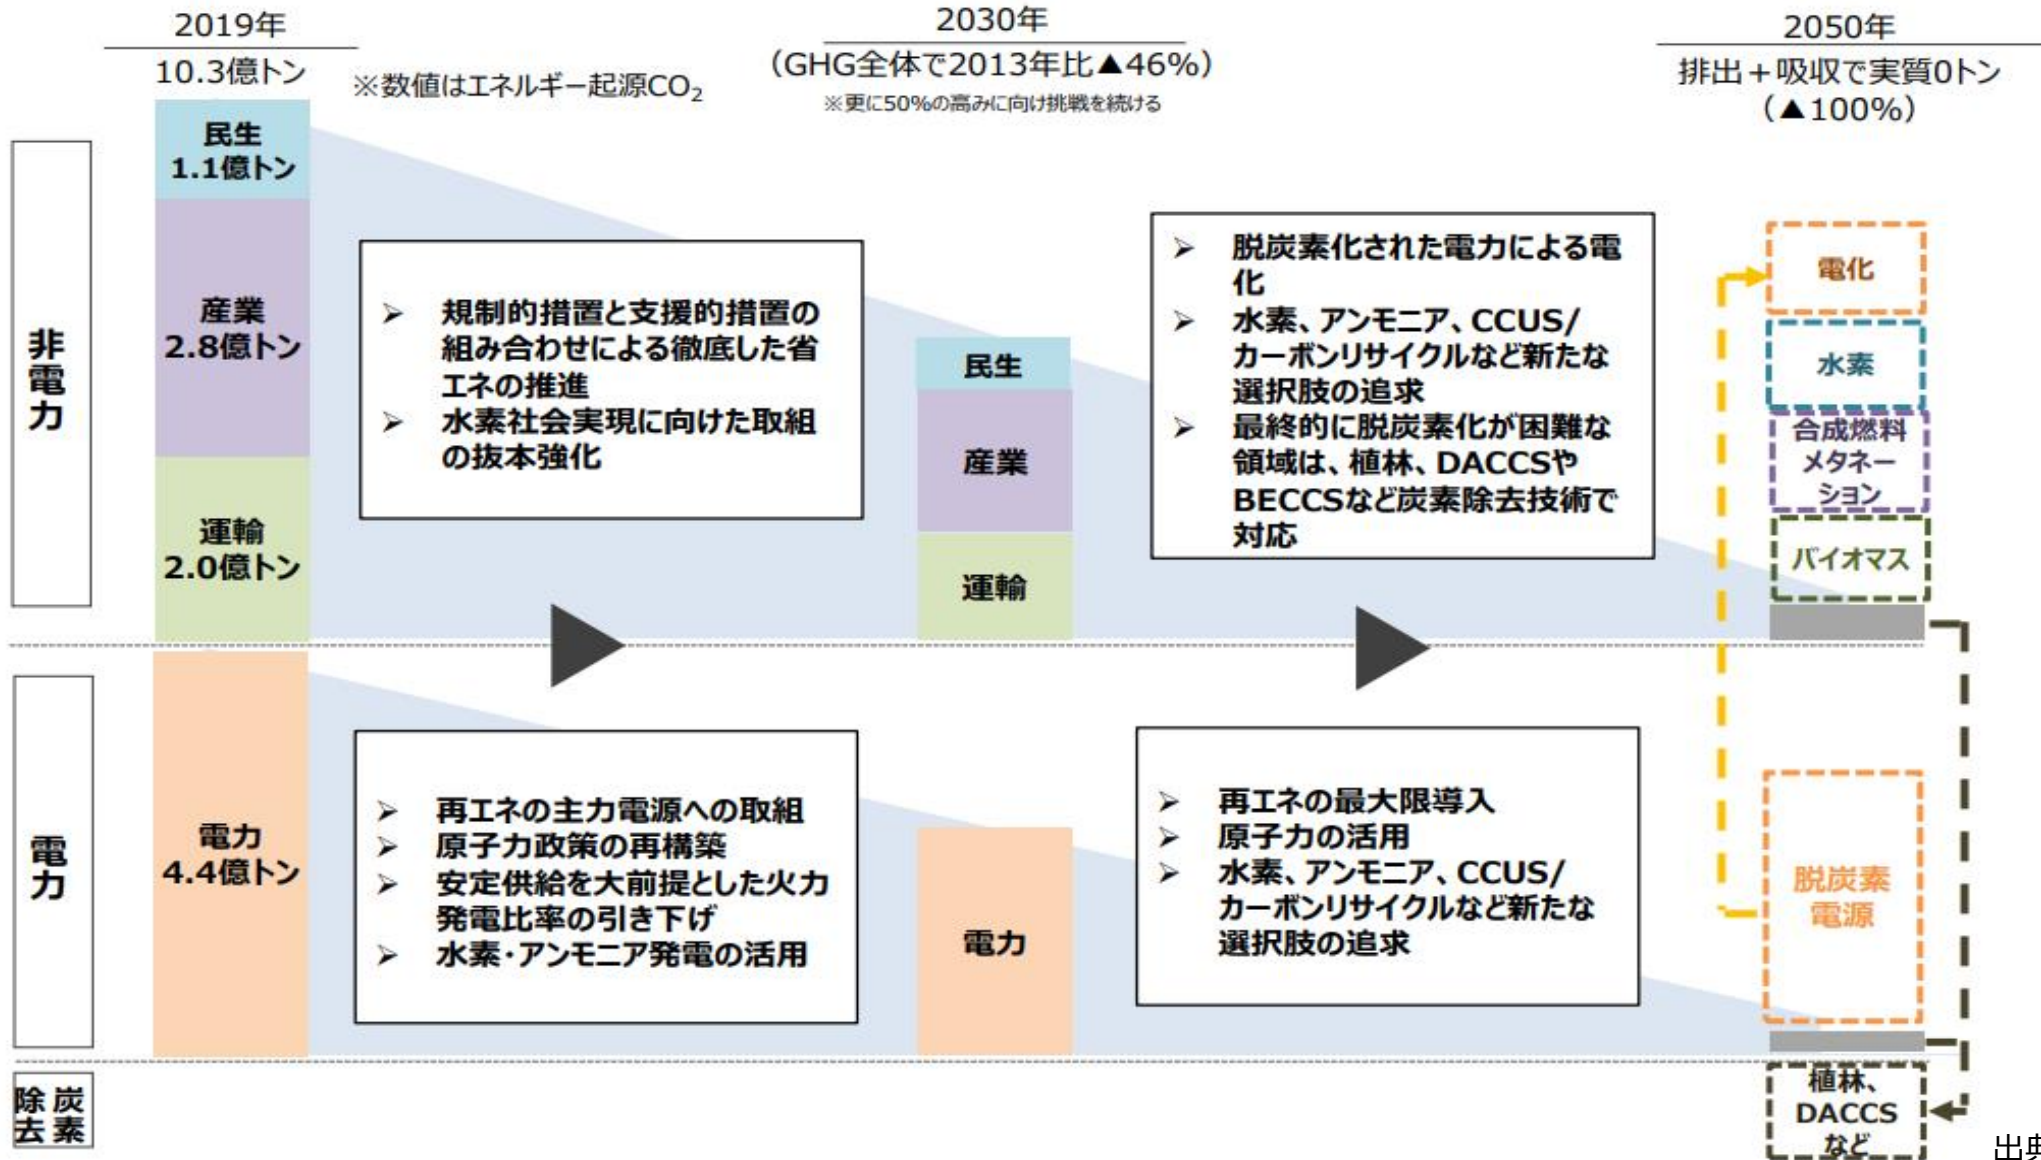 2019年
10.3億トン
※数値はエネルギー起源CO2
2030年
(GHG全体で2013年比▲46%)
※更に50%の高みに向け挑戦を続ける
2050年
排出+吸収で実質0トン
(▲100%)
非電力
民生
1.1億トン
産業
2.8億トン
運輸
2.0億トン
➢ 規制的措置と支援的措置の
組み合わせによる徹底した省
エネの推進
➢ 水素社会実現に向けた取組
の抜本強化
民生
産業
運輸
➢ 脱炭素化された電力による電
化
➢ 水素、アンモニア、CCUS/
カーボンリサイクルなど新たな
選択肢の追求
➢ 最終的に脱炭素化が困難な
領域は、植林、DACCSや
BECCSなど炭素除去技術で
対応
電化
水素
合成燃料
メタネー
ション
バイオマス
電力
電力
4.4億トン
➢ 再エネの主力電源への取組
➢ 原子力政策の再構築
➢ 安定供給を大前提とした火力
発電比率の引き下げ
➢ 水素・アンモニア発電の活用
電力
➢ 再エネの最大限導入
➢ 原子力の活用
➢ 水素、アンモニア、CCUS/
カーボンリサイクルなど新たな
選択肢の追求
脱炭素
電源
炭素
除去
植林、
DACCS
など
出典